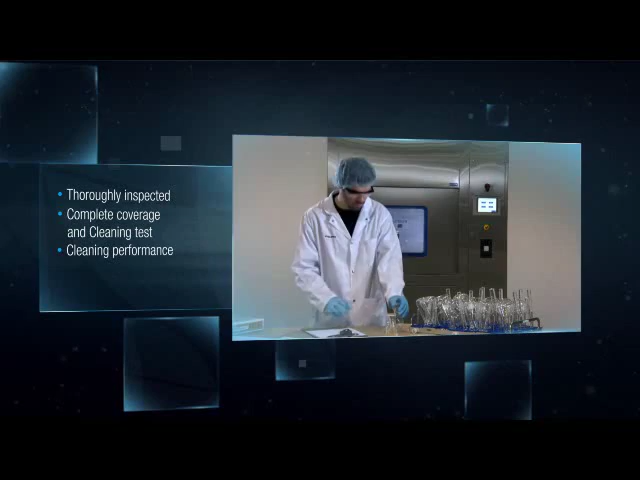 • Thoroughly inspected
• Complete coverage
and Cleaning test
• Cleaning performance